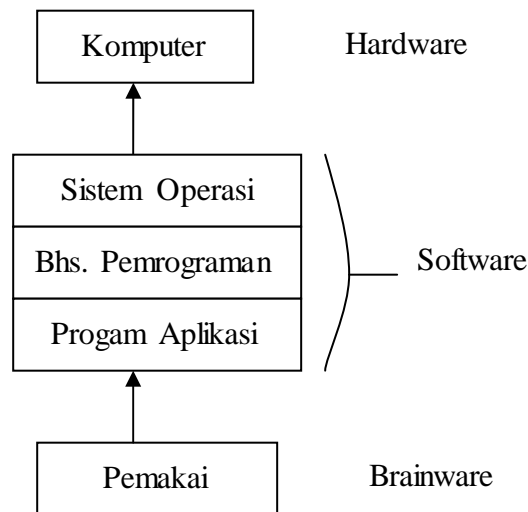 Komputer Hardware
Sistem Operasi
Bhs. Pemrograman
Software
Progam Aplikasi
Pemakai Brainware